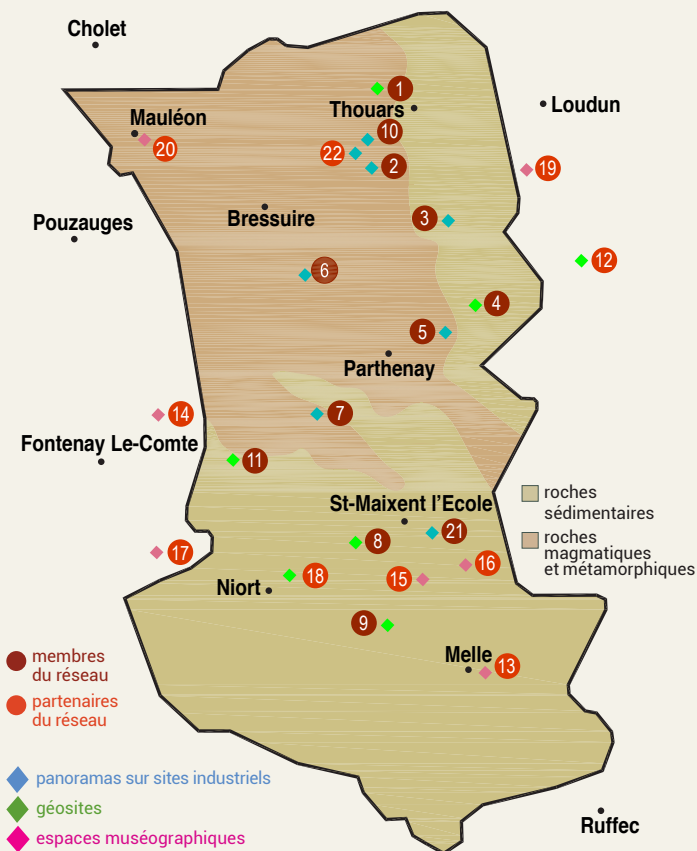 Cholet
1
Thouars
Loudun
Mauléon
10
20
22
2
19
Bressuire
3
Pouzauges
6
12
4
5
Parthenay
14
7
Fontenay Le-Comte
11
roches
sédimentaires
St-Maixent l'Ecole
roches
magmatiques
et métamorphiques
21
8
17
16
18
15
Niort
9
membres
du réseau
Melle
13
partenaires
du réseau
panoramas sur sites industriels
géosites
Ruffec
espaces muséographiques